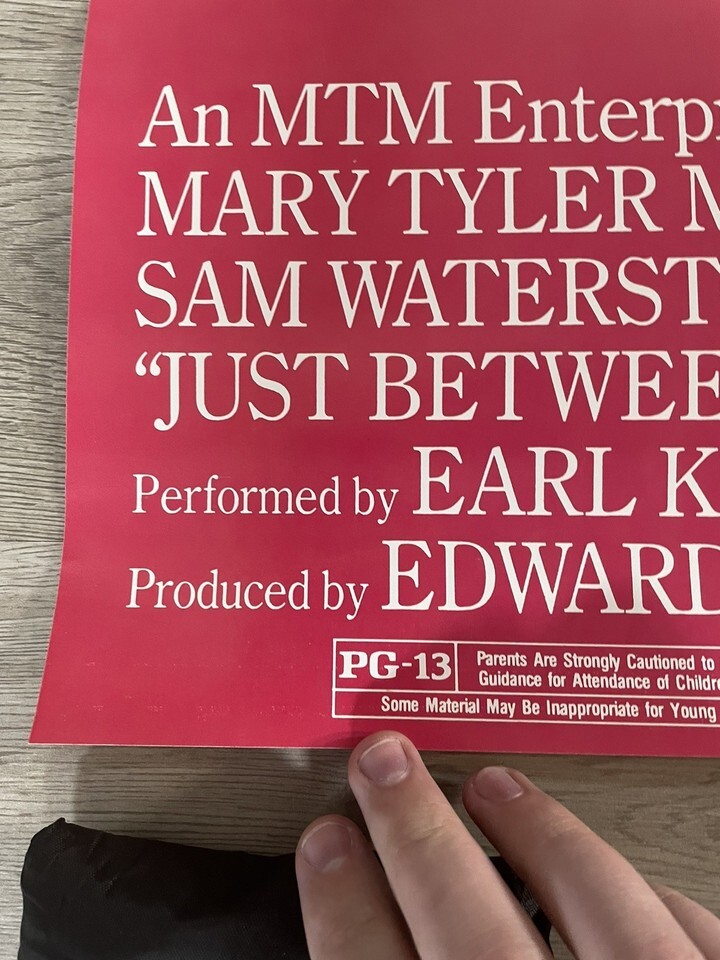 An MTM Enterpri
MARY TYLER M
SAM WATERST
“JUST BETWEE
Performed by EARL K
Produced by EDWARD
PG-13 Parents Are Strongly Cautioned to
Guidance for Attendance of Childre
Some Material May Be Inappropriate for Young